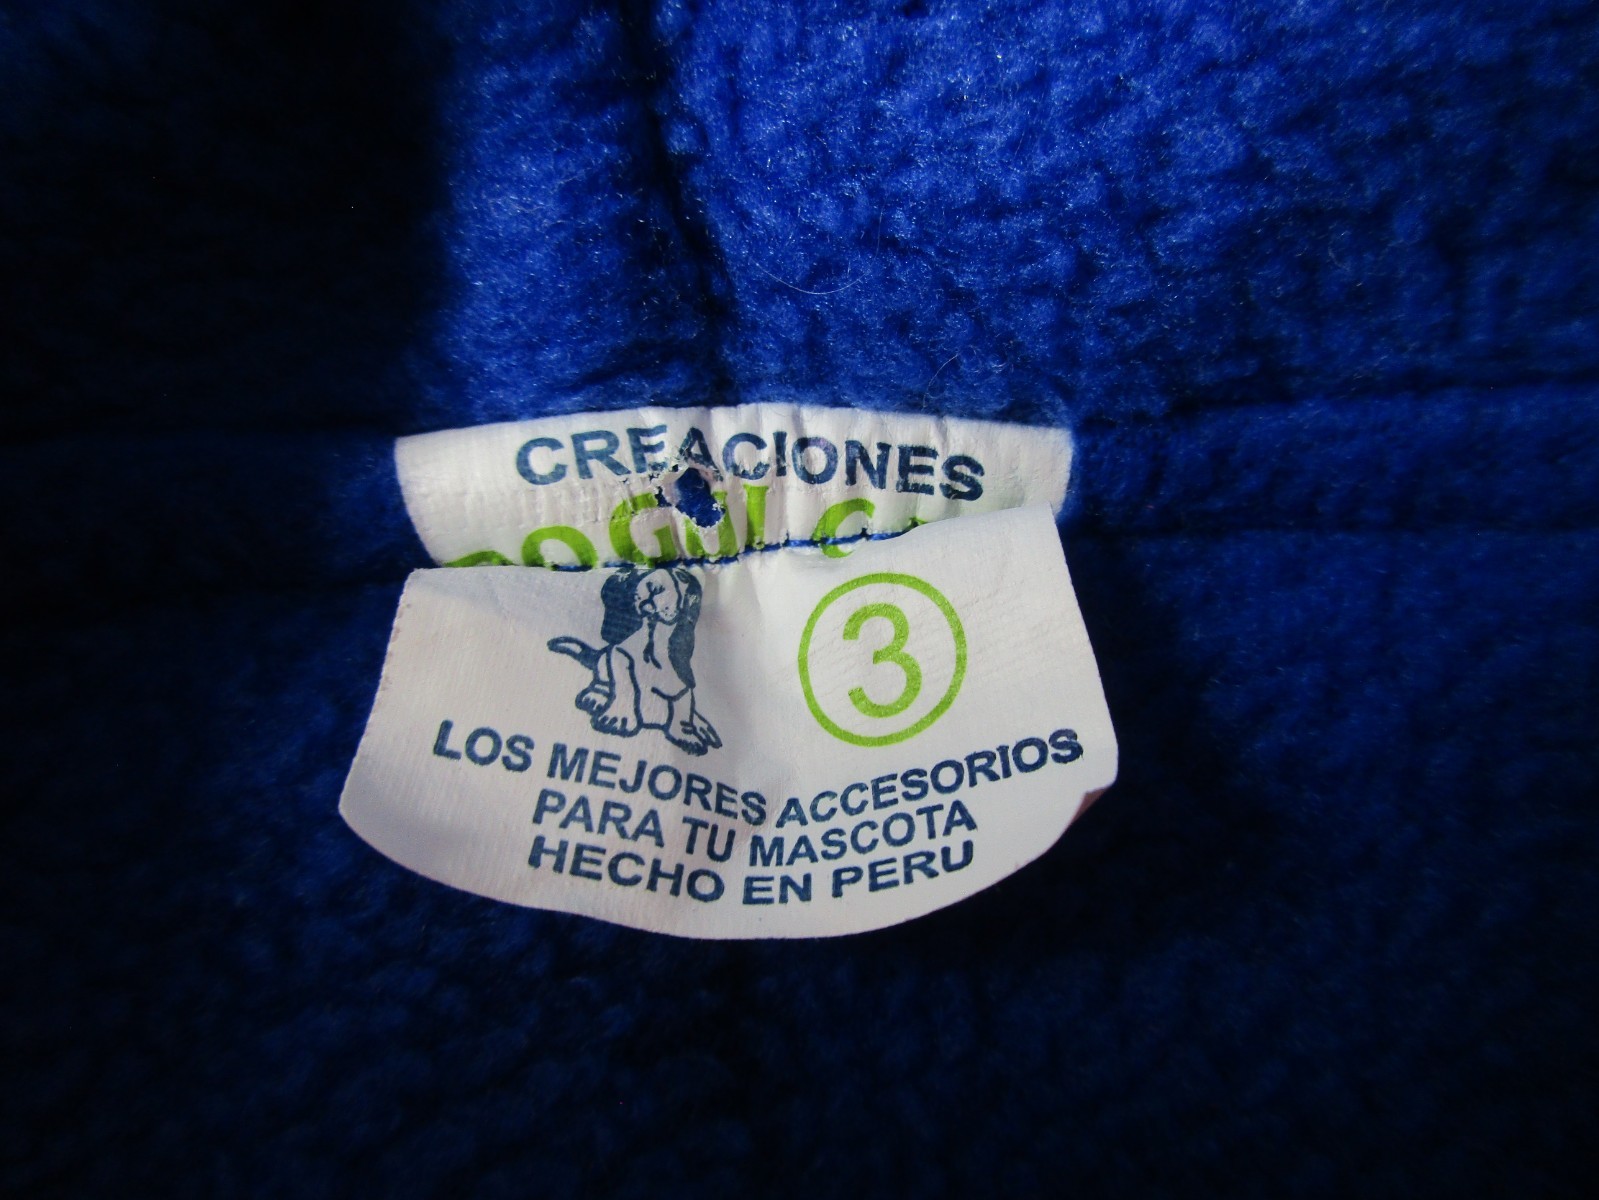 CREACIONES
3
LOS MEJORES ACCESORIOS
PARA TU MASCOTA
HECHO EN PERU